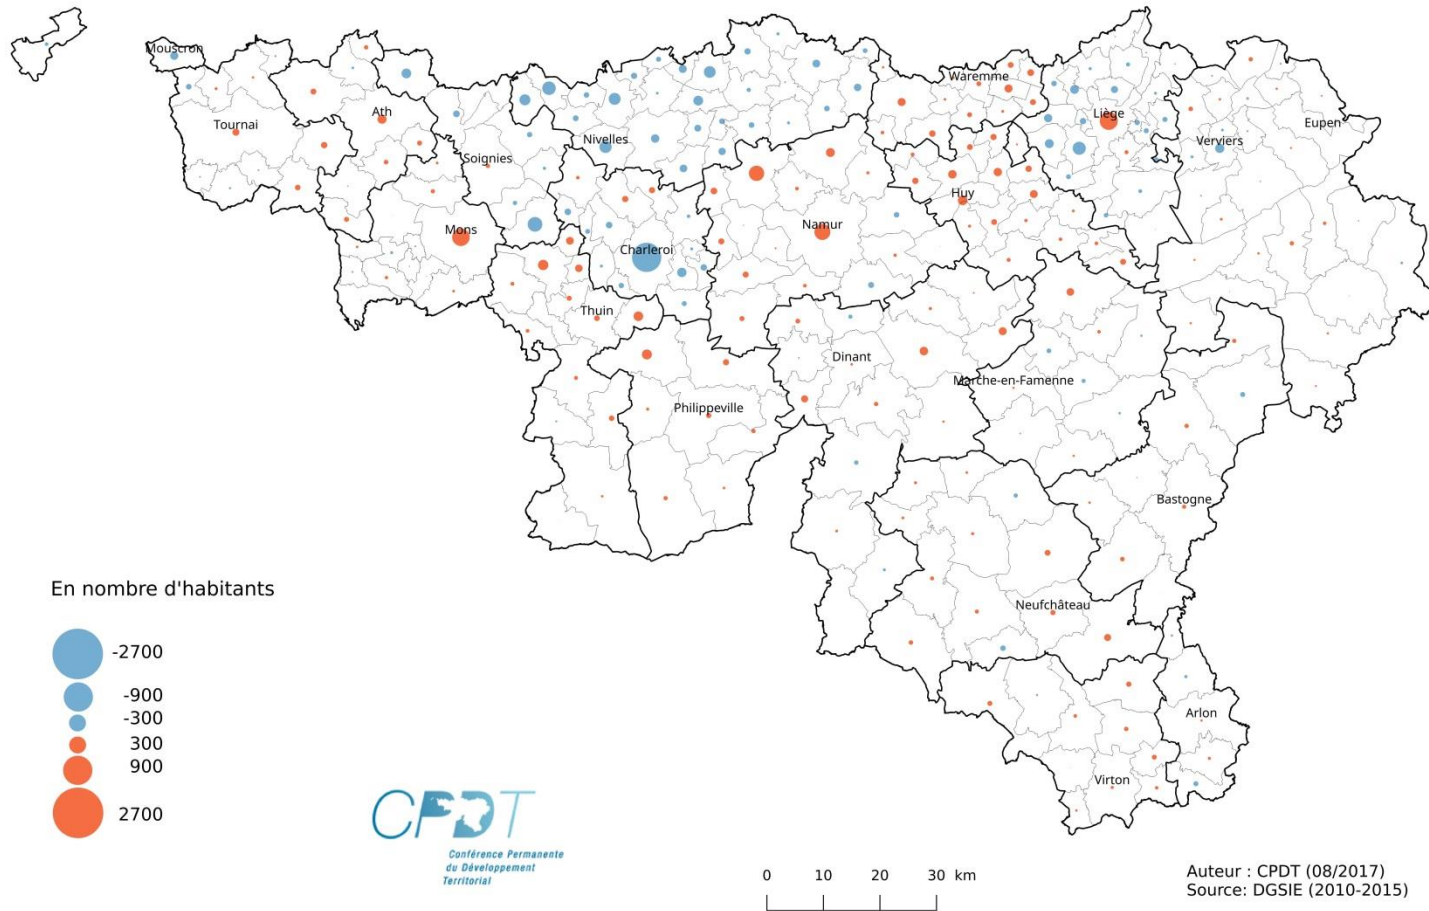 Mouscron
Waremme
Ath
Liège
Tournai
Eupen
Nivelles
Verviers
Soignies
Huy
Mons
Namur
Charleroi
Thuin
Dinant
Marche-en-Famenne
Philippeville
Bastogne
En nombre d'habitants
Neufchâteau
-2700
-900
-300
300
900
2700
Arlon
Virton
CPDT
Conférence Permanente
du Développement
Territorial
0 10 20 30 km
Auteur : CPDT (08/2017)
Source: DGSIE (2010-2015)